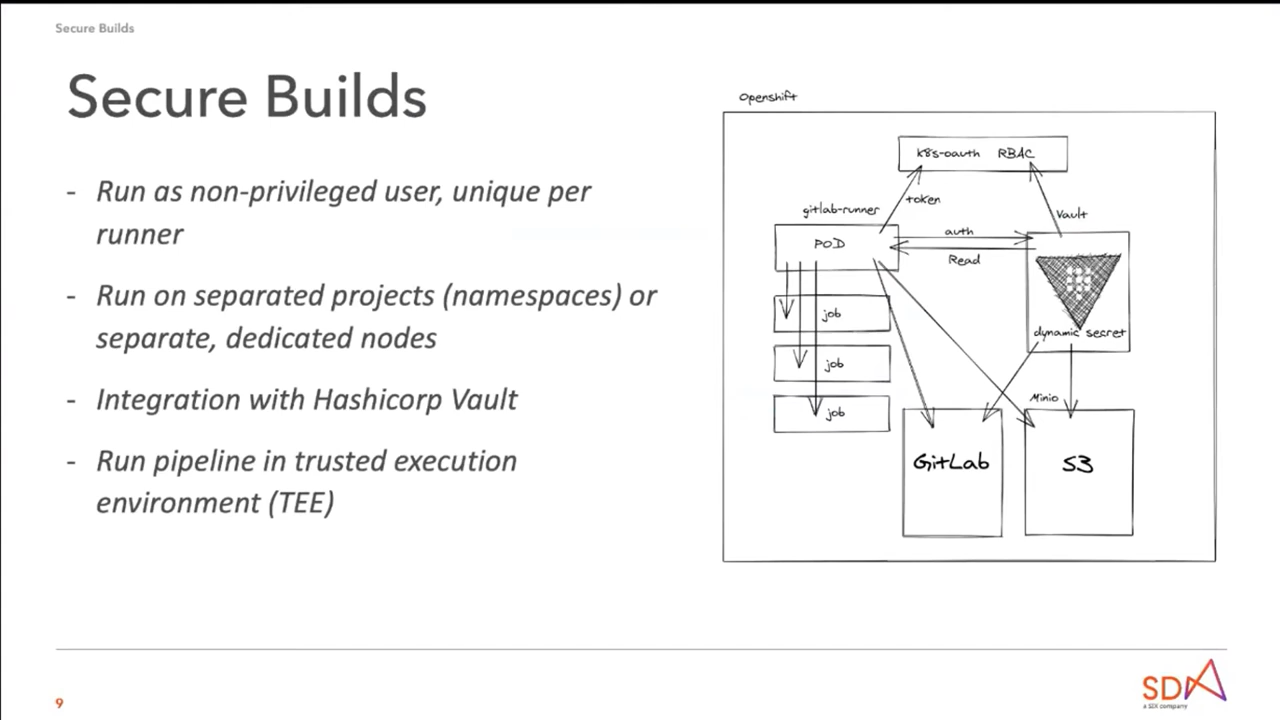 Secure Builds
Secure Builds
- Run as non-privileged user, unique per
runner
- Run on separated projects (namespaces) or
separate, dedicated nodes
- Integration with Hashicorp Vault
- Run pipeline in trusted execution
environment (TEE)
Openshift
k8s-oauth RBAC
token
gitlab-runner
Vault
POD
auth
Read
job
job
job
dynamic secret
Minio
GitLab
S3
9
SDA
a SIX company